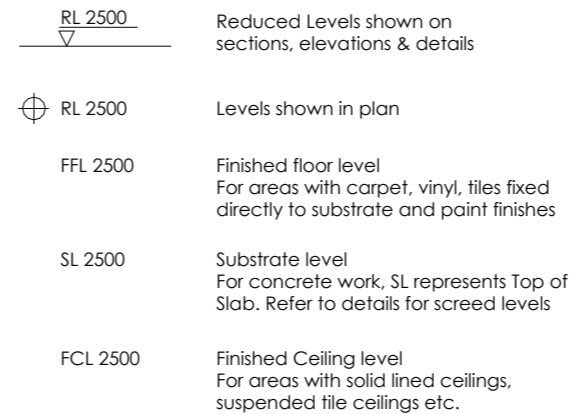 RL 2500
Reduced Levels shown on
sections, elevations & details
RL 2500
Levels shown in plan
FFL 2500
Finished floor level
For areas with carpet, vinyl, tiles fixed
directly to substrate and paint finishes
SL 2500
Substrate level
For concrete work, SL represents Top of
Slab. Refer to details for screed levels
FCL 2500
Finished Ceiling level
For areas with solid lined ceilings,
suspended tile ceilings etc.